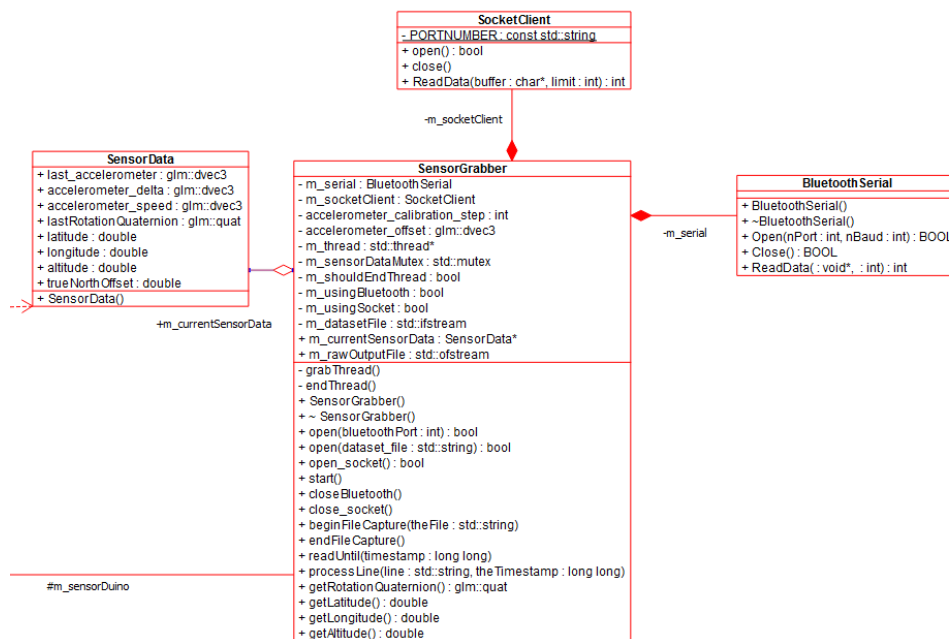 SocketClient
- PORTNUMBER : const std::string
+ open() : bool
+ close()
+ ReadData(buffer : char*, limit : int) : int
-m_socketClient
SensorData
+ last_accelerometer : glm::dvec3
+ accelerometer_delta : glm::dvec3
+ accelerometer_speed : glm::dvec3
+ lastRotationQuaternion : glm::quat
+ latitude : double
+ longitude : double
+ altitude : double
+ trueNorthOffset : double
+ SensorData()
+m_currentSensorData
SensorGrabber
- m_serial : BluetoothSerial
- m_socketClient : SocketClient
- accelerometer_calibration_step : int
- accelerometer_offset : glm::dvec3
- m_thread : std::thread*
- m_sensorDataMutex : std::mutex
- m_shouldEndThread : bool
- m_usingBluetooth : bool
- m_usingSocket : bool
- m_datasetFile : std::ifstream
+ m_currentSensorData : SensorData*
+ m_rawOutputFile : std::ofstream
- grabThread()
- endThread()
+ SensorGrabber()
+ ~ SensorGrabber()
+ open(bluetoothPort : int) : bool
+ open(dataset_file : std::string) : bool
+ open_socket() : bool
+ start()
+ closeBluetooth()
+ close_socket()
+ beginFileCapture(theFile : std::string)
+ endFileCapture()
+ readUntil(timestamp : long long)
+ processLine(line : std::string, theTimestamp : long long)
+ getRotationQuaternion() : glm::quat
+ getLatitude() : double
+ getLongitude() : double
+ getAltitude() : double
-m_serial
BluetoothSerial
+ BluetoothSerial()
+ ~BluetoothSerial()
+ Open(nPort : int, nBaud : int) : BOOL
+ Close() : BOOL
+ ReadData( : void*, : int) : int
#m_sensorDuino